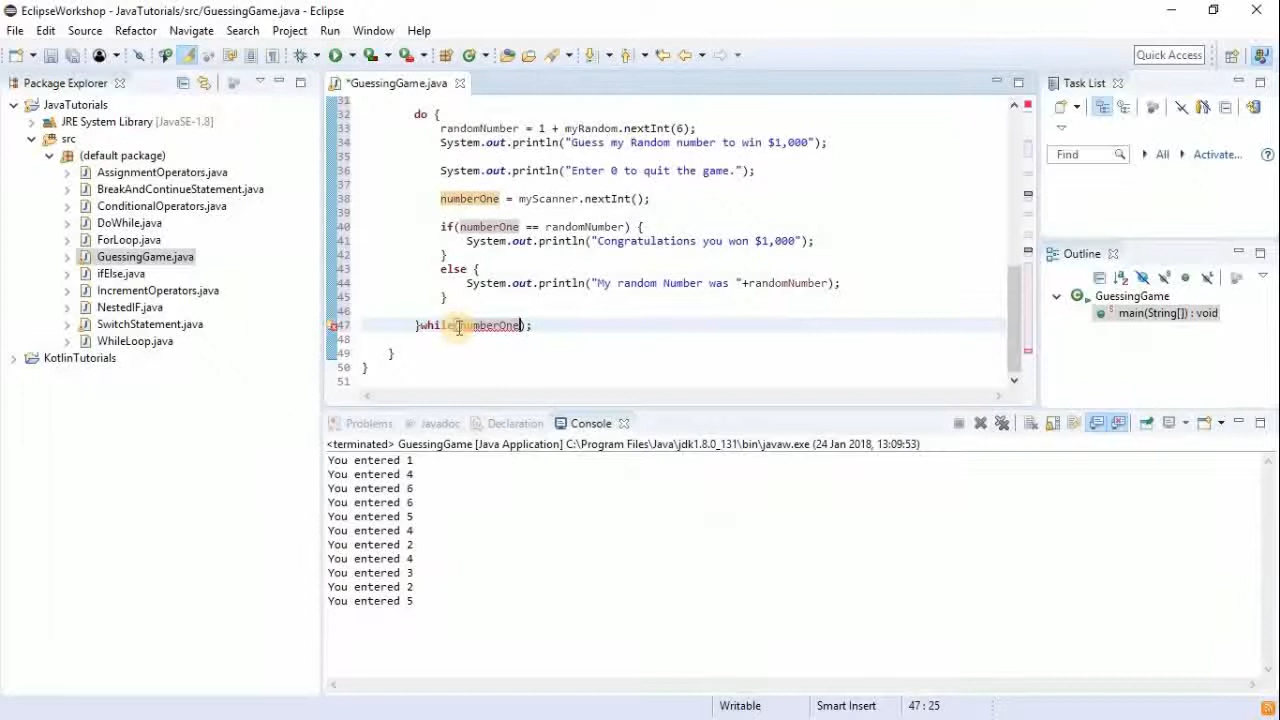 EclipseWorkshop - JavaTutorials/src/GuessingGame.java - Eclipse
File Edit Source Refactor Navigate Search Project Run Window Help
Quick Access
Package Explorer
*GuessingGame.java
Task List
JavaTutorials
JRE System Library [JavaSE-1.8]
src
(default package)
AssignmentOperators.java
BreakAndContinueStatement.java
ConditionalOperators.java
DoWhile.java
ForLoop.java
GuessingGame.java
ifElse.java
IncrementOperators.java
NestedIF.java
SwitchStatement.java
WhileLoop.java
KotlinTutorials
31
32 do {
33 randomNumber = 1 + myRandom.nextInt(6);
34 System.out.println("Guess my Random number to win $1,000");
35
36 System.out.println("Enter 0 to quit the game.");
37
38 numberOne = myScanner.nextInt();
39
40 if(numberOne == randomNumber) {
41 System.out.println("Congratulations you won $1,000");
42 }
43 else {
44 System.out.println("My random Number was "+randomNumber);
45 }
46
47 }while(numberOne);
48
49 }
50 }
51
Find All Activate...
Outline
GuessingGame
main(String[]) : void
Problems Javadoc Declaration Console
<terminated> GuessingGame [Java Application] C:\Program Files\Java\jdk1.8.0_131\bin\javaw.exe (24 Jan 2018, 13:09:53)
You entered 1
You entered 4
You entered 6
You entered 6
You entered 5
You entered 4
You entered 2
You entered 4
You entered 3
You entered 2
You entered 5
Writable Smart Insert 47 : 25